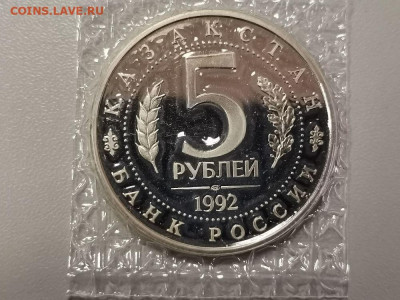 COINS.LAVE.RU
КАЗАКСТАН
5
РУБЛЕЙ
1992
БАНК РОССИИ